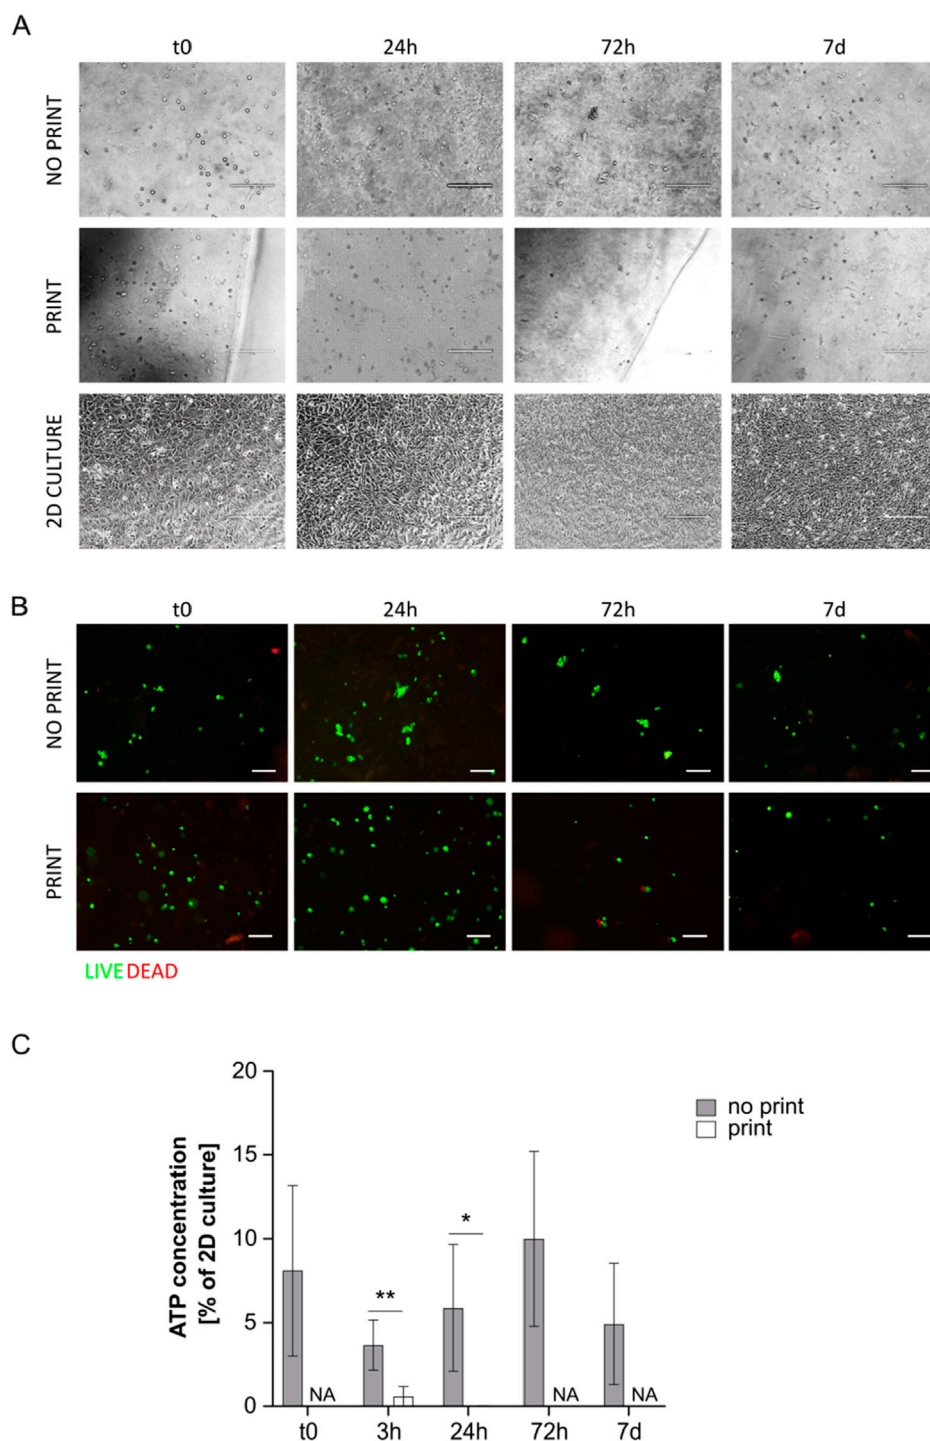 A
t0 24h 72h 7d
NO PRINT
PRINT
2D CULTURE
B
t0 24h 72h 7d
NO PRINT
PRINT
LIVE DEAD
C
ATP concentration
[% of 2D culture]
20
15
10
5
0
**
*
NA
NA
NA
t0 3h 24h 72h 7d
no print
print